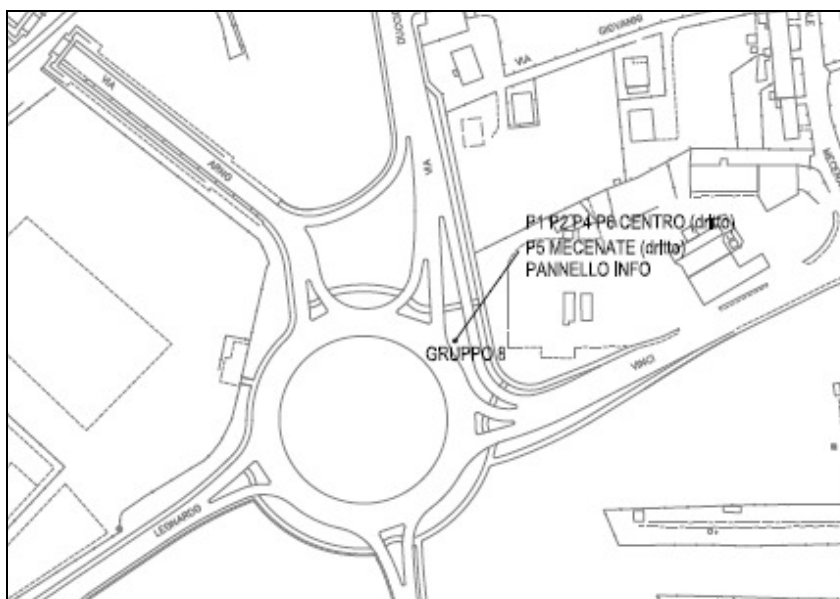 VIA
GIOVANNI
VIA
ARNO
VIA
P1 P2 P4 P6 CENTRO (dritto)
P5 MECENATE (dritto)
PANNELLO INFO
GRUPPO 8
VINCI
LEONARDO